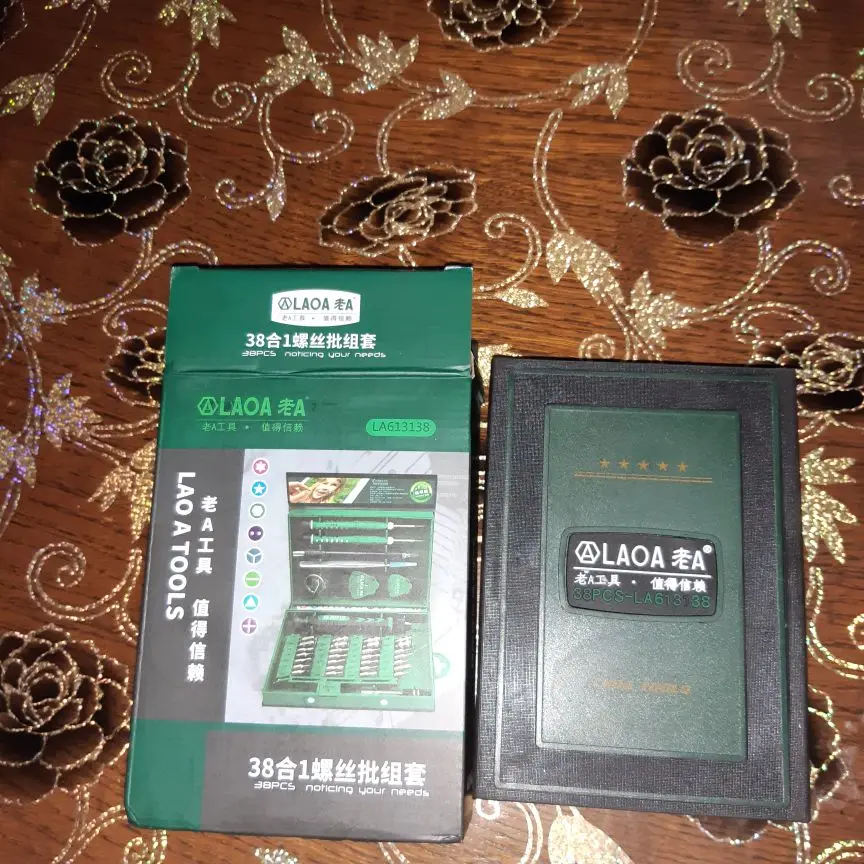 LAOA 老A
老A工具 · 值得信赖
38合1螺丝批组套
38PCS noticing your needs
LAOA 老A
老A工具 · 值得信赖
LA613138
老A工具 值得信赖
LAO A TOOLS
38合1螺丝批组套
38PCS noticing your needs
LAOA 老A®
老A工具 · 值得信赖
38PCS-LA613138